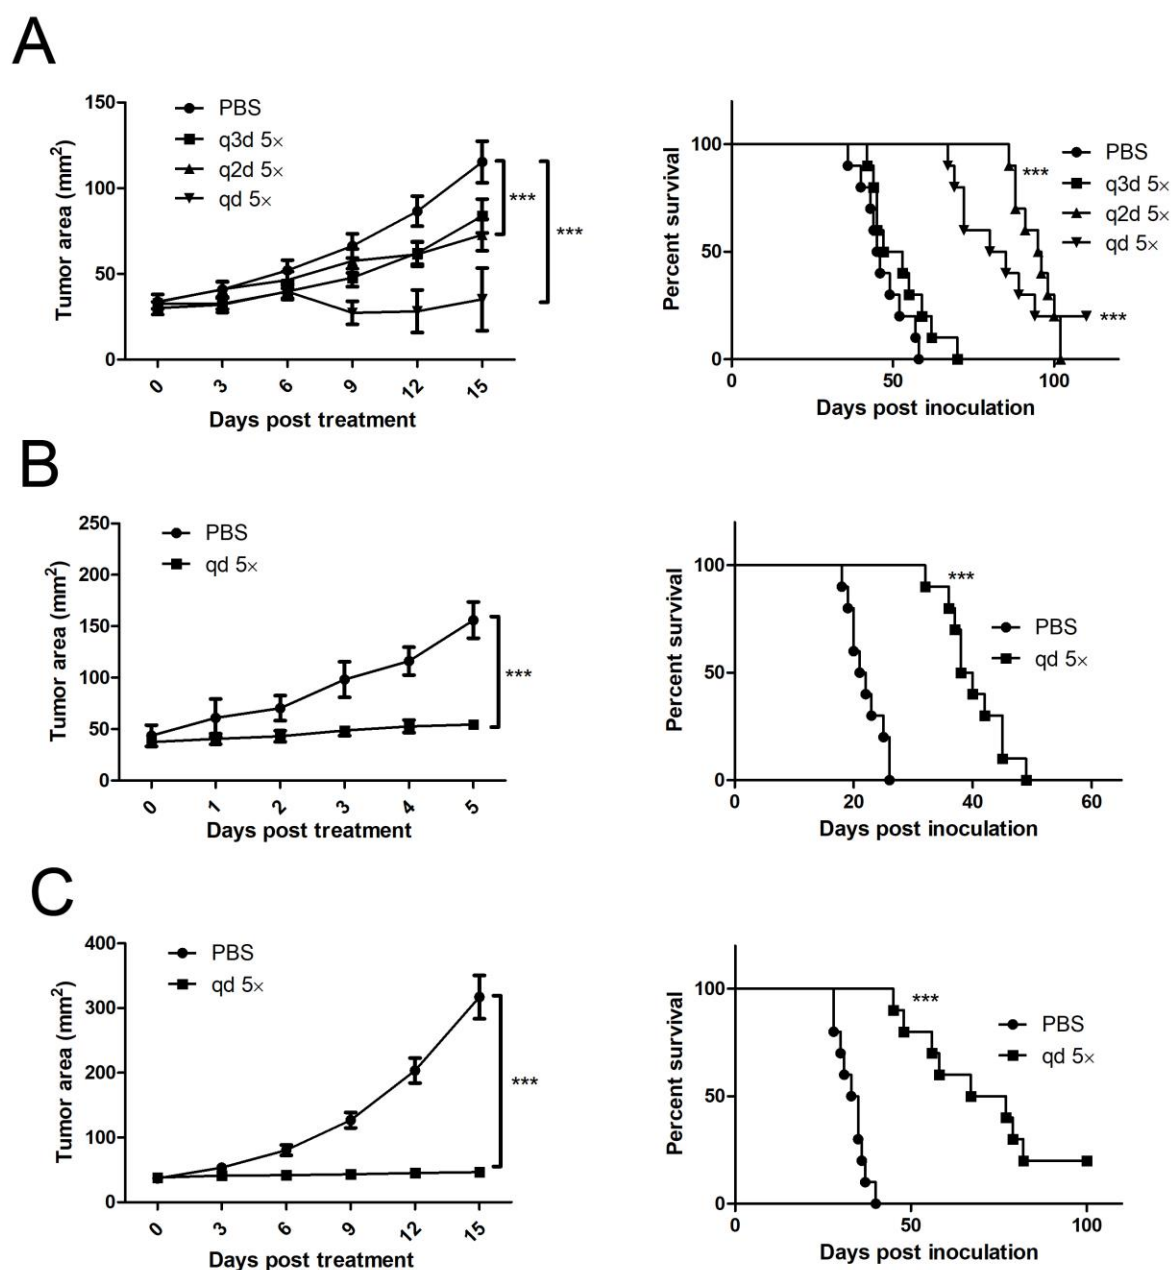 A
Tumor area (mm²)
150
100
50
0
PBS
q3d 5×
q2d 5×
qd 5×
***
***
0 3 6 9 12 15
Days post treatment
Percent survival
100
50
0
***
PBS
q3d 5×
q2d 5×
qd 5×
***
0 50 100
Days post inoculation
B
Tumor area (mm²)
250
200
150
100
50
0
PBS
qd 5×
***
0 1 2 3 4 5
Days post treatment
Percent survival
100
50
0
***
PBS
qd 5×
0 20 40 60
Days post inoculation
C
Tumor area (mm²)
400
300
200
100
0
PBS
qd 5×
***
0 3 6 9 12 15
Days post treatment
Percent survival
100
50
0
***
PBS
qd 5×
0 50 100
Days post inoculation